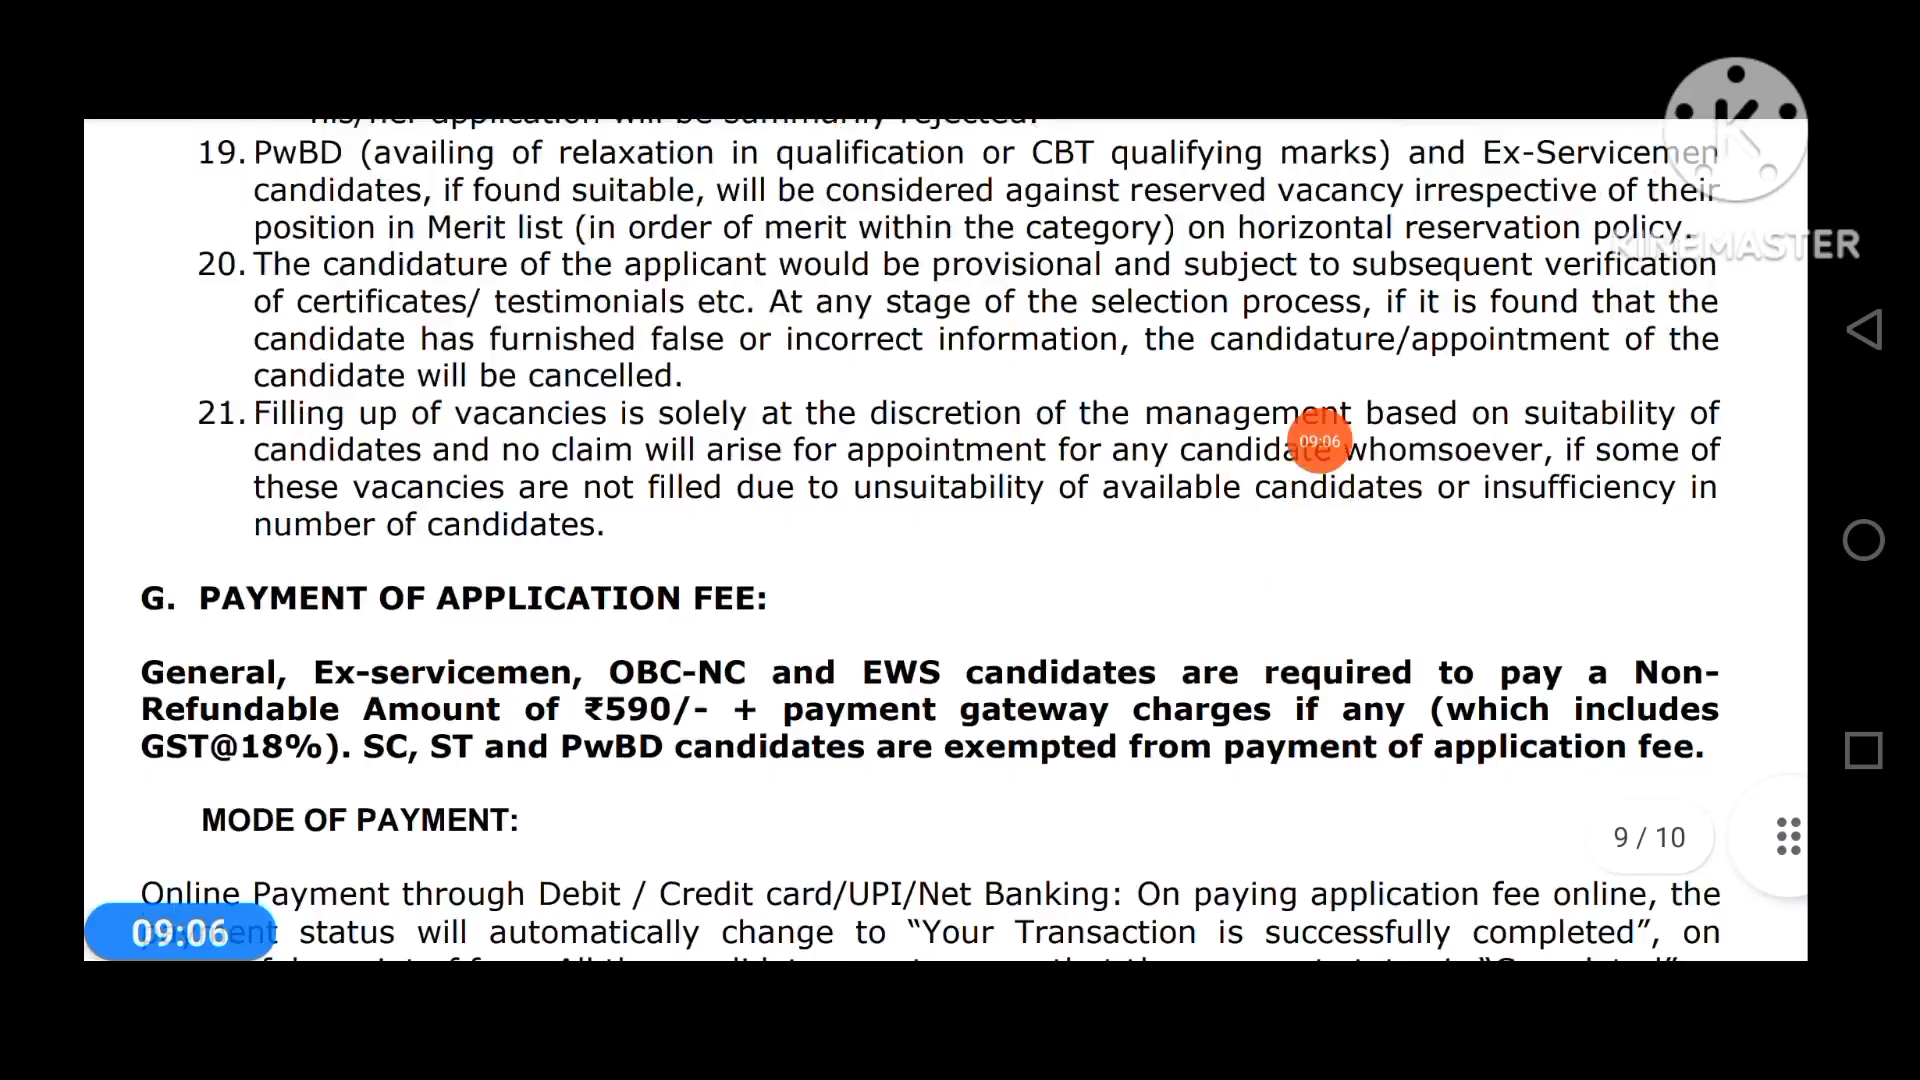 his/her application will be summarily rejected.
19. PwBD (availing of relaxation in qualification or CBT qualifying marks) and Ex-Servicemen
candidates, if found suitable, will be considered against reserved vacancy irrespective of their
position in Merit list (in order of merit within the category) on horizontal reservation policy.
KINEMASTER
20. The candidature of the applicant would be provisional and subject to subsequent verification
of certificates/ testimonials etc. At any stage of the selection process, if it is found that the
candidate has furnished false or incorrect information, the candidature/appointment of the
candidate will be cancelled.
21. Filling up of vacancies is solely at the discretion of the management based on suitability of
09:06
candidates and no claim will arise for appointment for any candidate whomsoever, if some of
these vacancies are not filled due to unsuitability of available candidates or insufficiency in
number of candidates.
G. PAYMENT OF APPLICATION FEE:
General, Ex-servicemen, OBC-NC and EWS candidates are required to pay a Non-
Refundable Amount of ₹590/- + payment gateway charges if any (which includes
GST@18%). SC, ST and PwBD candidates are exempted from payment of application fee.
MODE OF PAYMENT:
9 / 10
Online Payment through Debit / Credit card/UPI/Net Banking: On paying application fee online, the
09:06
payment status will automatically change to “Your Transaction is successfully completed”, on